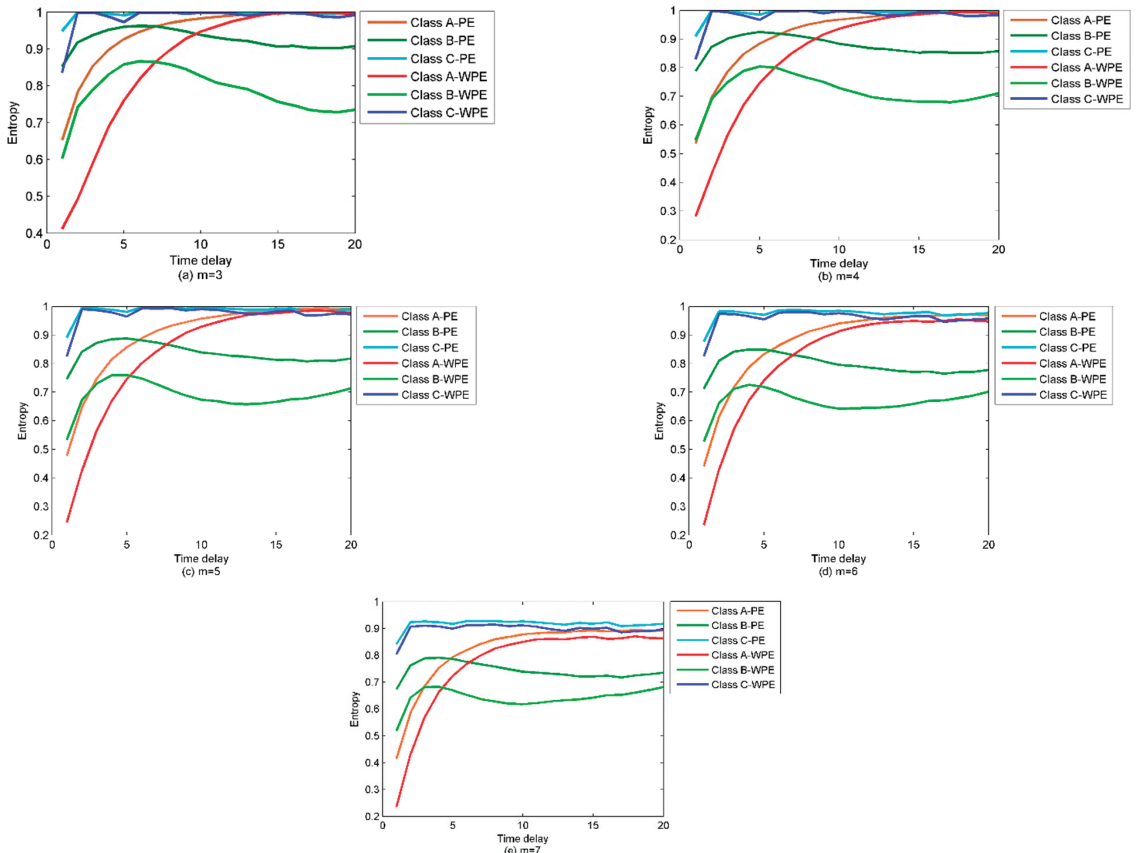 1
0.9
0.8
0.7
0.6
0.5
0.4
0
5
10
15
20
Entropy
Time delay
(a) m=3
Class A-PE
Class B-PE
Class C-PE
Class A-WPE
Class B-WPE
Class C-WPE
1
0.9
0.8
0.7
0.6
0.5
0.4
0.3
0.2
0
5
10
15
20
Entropy
Time delay
(b) m=4
Class A-PE
Class B-PE
Class C-PE
Class A-WPE
Class B-WPE
Class C-WPE
1
0.9
0.8
0.7
0.6
0.5
0.4
0.3
0.2
0
5
10
15
20
Entropy
Time delay
(c) m=5
Class A-PE
Class B-PE
Class C-PE
Class A-WPE
Class B-WPE
Class C-WPE
1
0.9
0.8
0.7
0.6
0.5
0.4
0.3
0.2
0
5
10
15
20
Entropy
Time delay
(d) m=6
Class A-PE
Class B-PE
Class C-PE
Class A-WPE
Class B-WPE
Class C-WPE
1
0.9
0.8
0.7
0.6
0.5
0.4
0.3
0.2
0
5
10
15
20
Entropy
Time delay
(e) m=7
Class A-PE
Class B-PE
Class C-PE
Class A-WPE
Class B-WPE
Class C-WPE